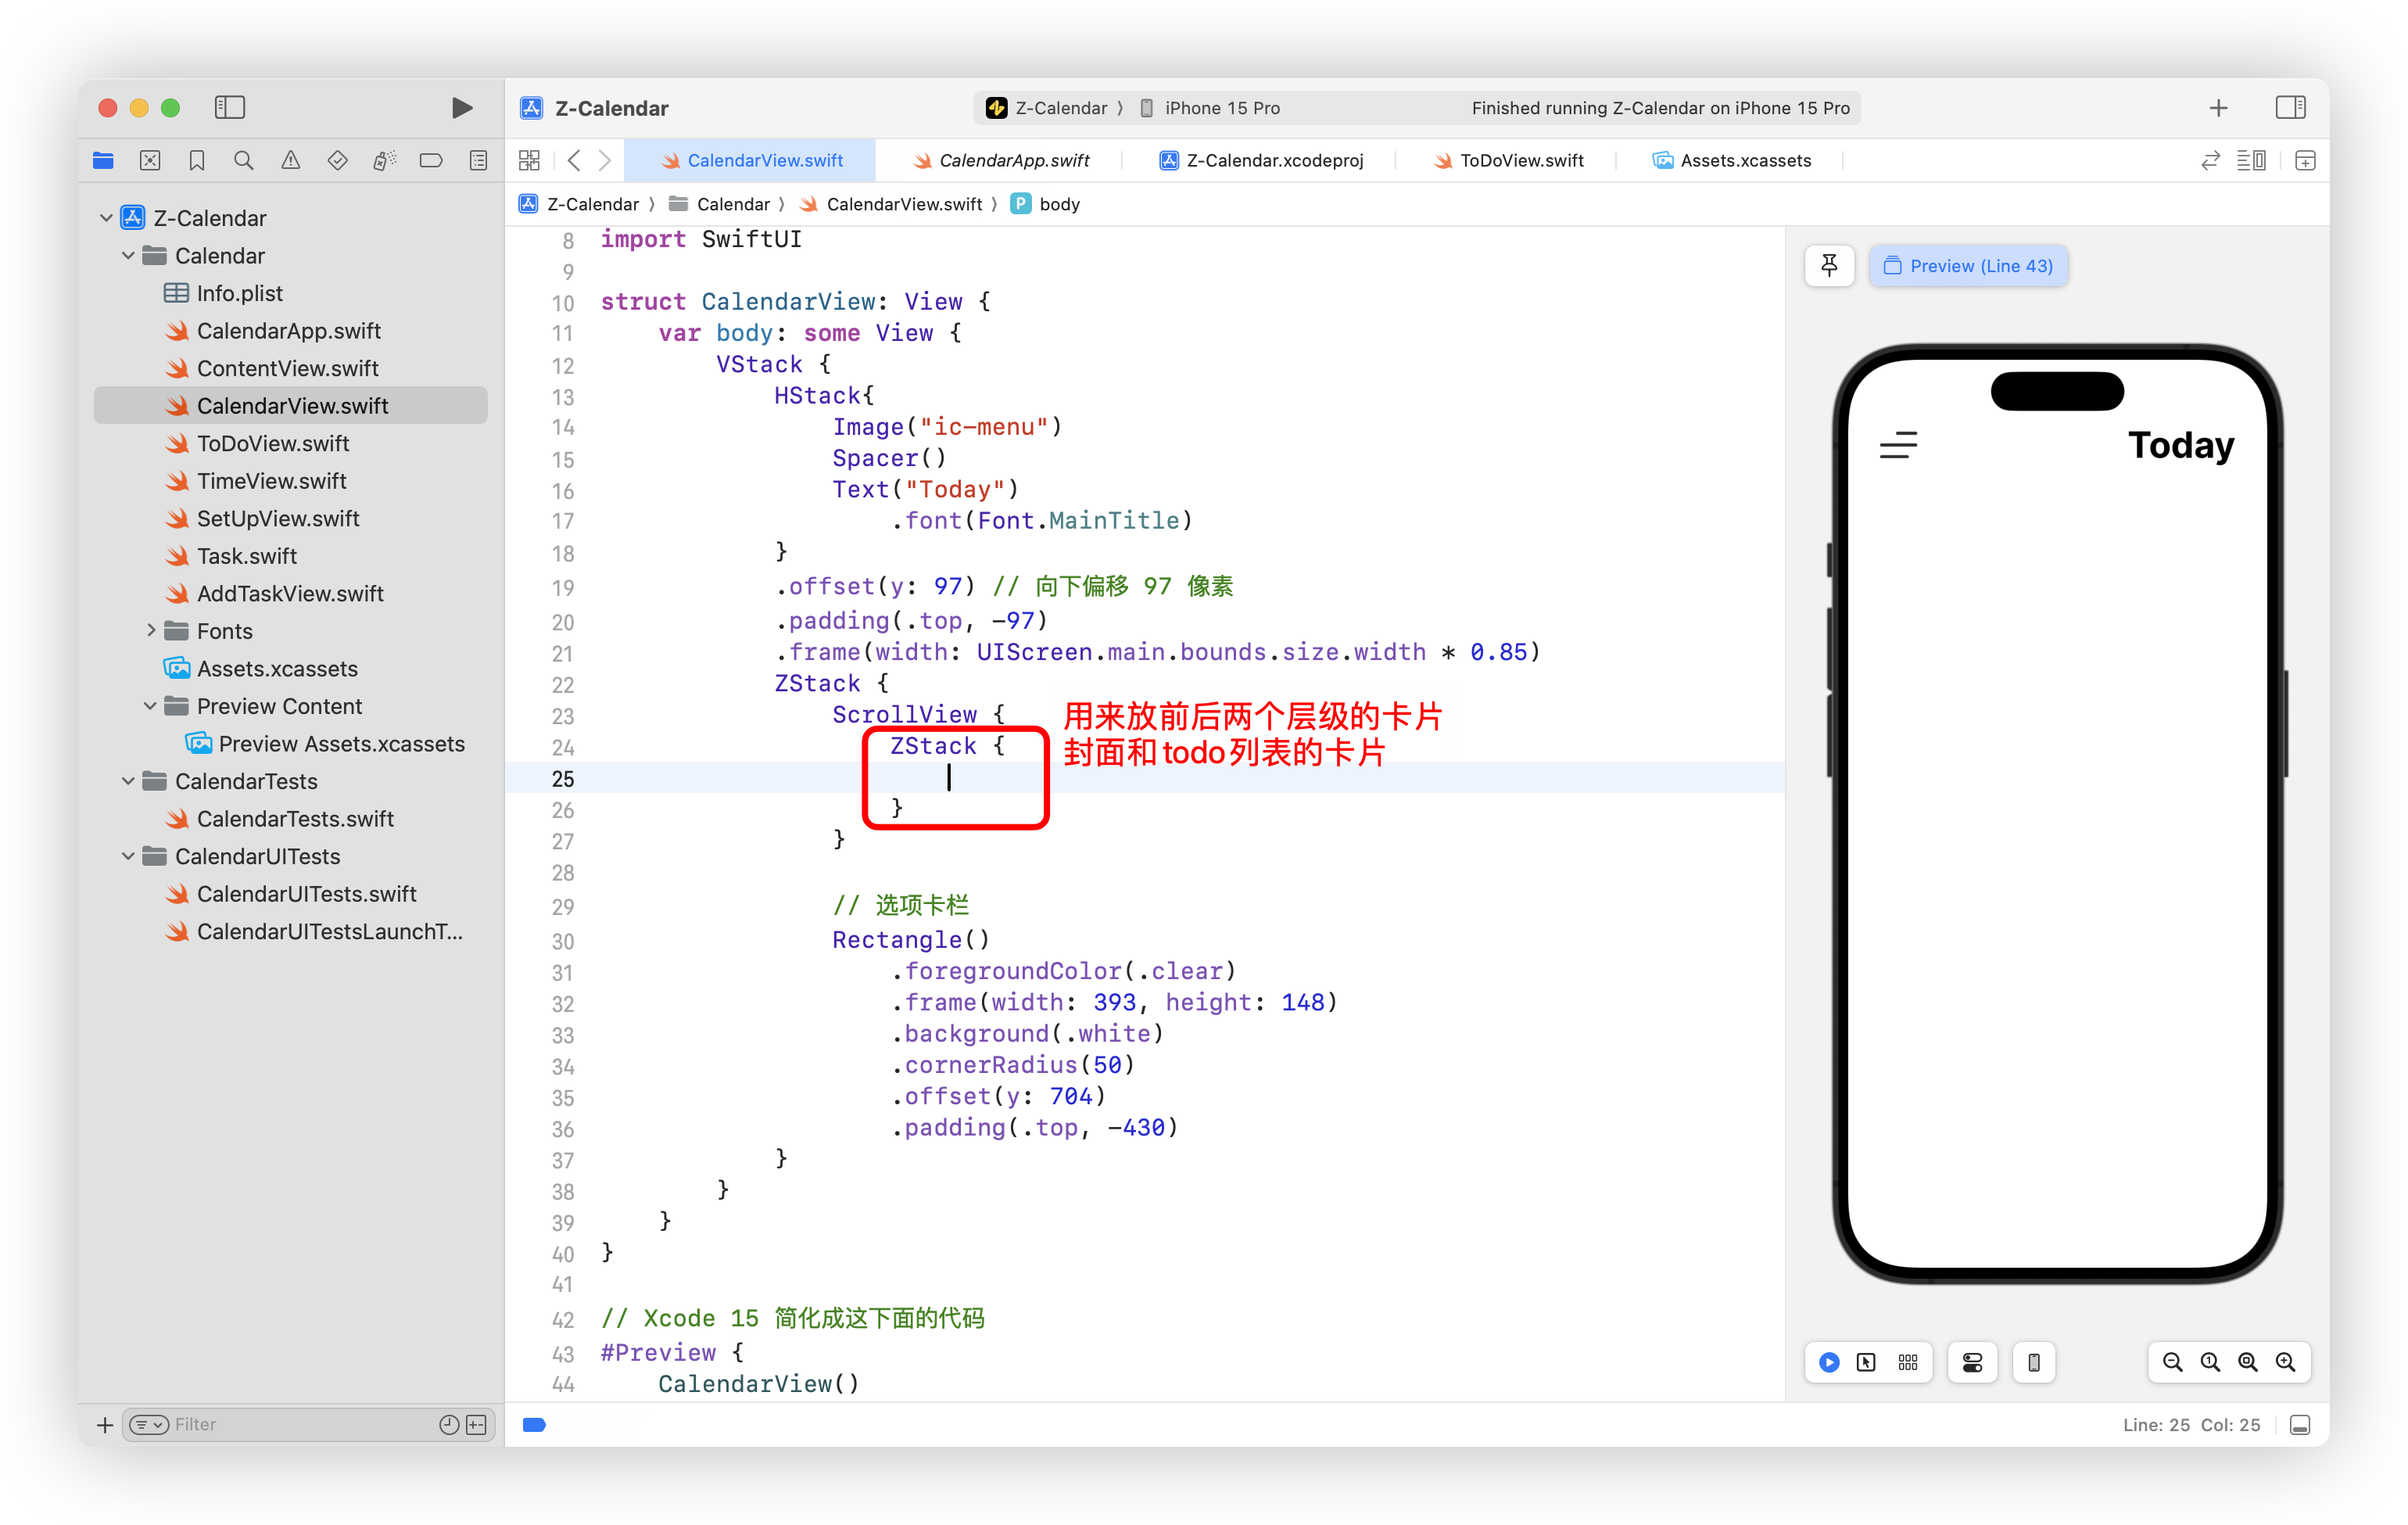 Z-Calendar
Z-Calendar 〉 iPhone 15 Pro
Finished running Z-Calendar on iPhone 15 Pro
CalendarView.swift
CalendarApp.swift
Z-Calendar.xcodeproj
ToDoView.swift
Assets.xcassets
Z-Calendar 〉 Calendar 〉 CalendarView.swift 〉 P body
Z-Calendar
Calendar
Info.plist
CalendarApp.swift
ContentView.swift
CalendarView.swift
ToDoView.swift
TimeView.swift
SetUpView.swift
Task.swift
AddTaskView.swift
Fonts
Assets.xcassets
Preview Content
Preview Assets.xcassets
CalendarTests
CalendarTests.swift
CalendarUITests
CalendarUITests.swift
CalendarUITestsLaunchT...
Filter
8 import SwiftUI
9
10 struct CalendarView: View {
11 var body: some View {
12 VStack {
13 HStack{
14 Image("ic-menu")
15 Spacer()
16 Text("Today")
17 .font(Font.MainTitle)
18 }
19 .offset(y: 97) // 向下偏移 97 像素
20 .padding(.top, -97)
21 .frame(width: UIScreen.main.bounds.size.width * 0.85)
22 ZStack {
23 ScrollView {
24 ZStack {
25
26 }
27 }
28
29 // 选项卡栏
30 Rectangle()
31 .foregroundColor(.clear)
32 .frame(width: 393, height: 148)
33 .background(.white)
34 .cornerRadius(50)
35 .offset(y: 704)
36 .padding(.top, -430)
37 }
38 }
39 }
40 }
41
42 // Xcode 15 简化成这下面的代码
43 #Preview {
44 CalendarView()
用来放前后两个层级的卡片
封面和todo列表的卡片
Preview (Line 43)
Today
Line: 25 Col: 25